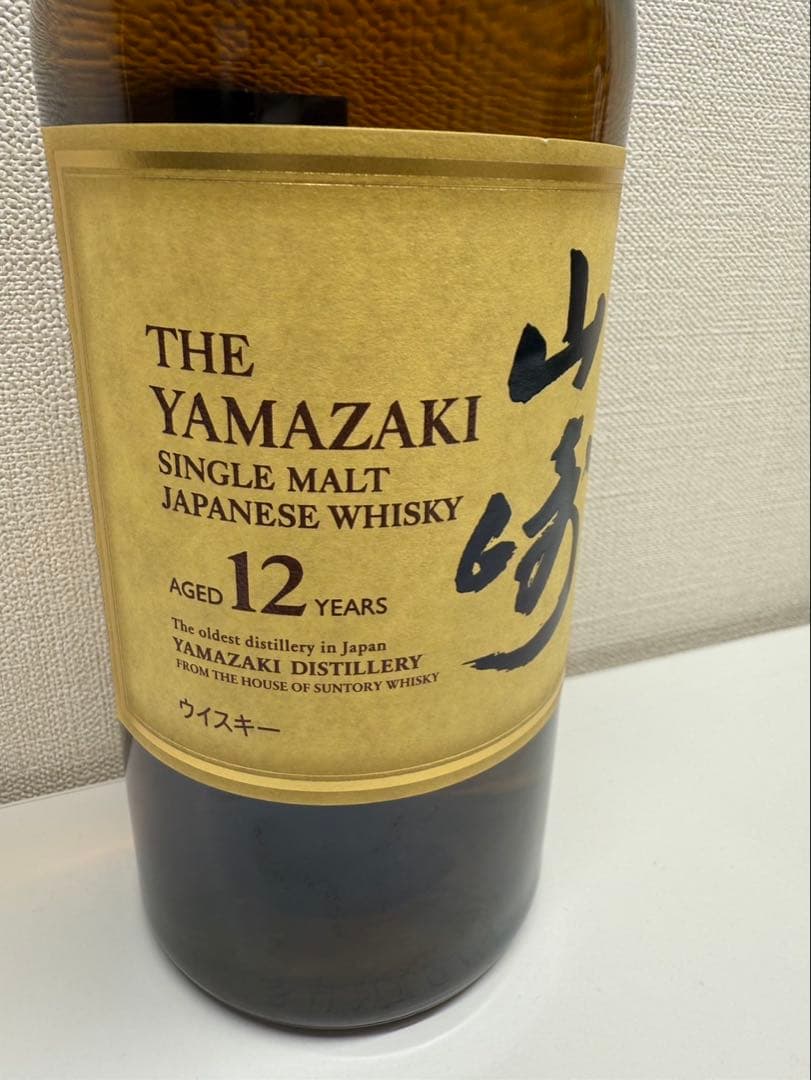 THE
YAMAZAKI
SINGLE MALT
JAPANESE WHISKY
AGED 12 YEARS
The oldest distillery in Japan
YAMAZAKI DISTILLERY
FROM THE HOUSE OF SUNTORY WHISKY
ウイスキー
山崎